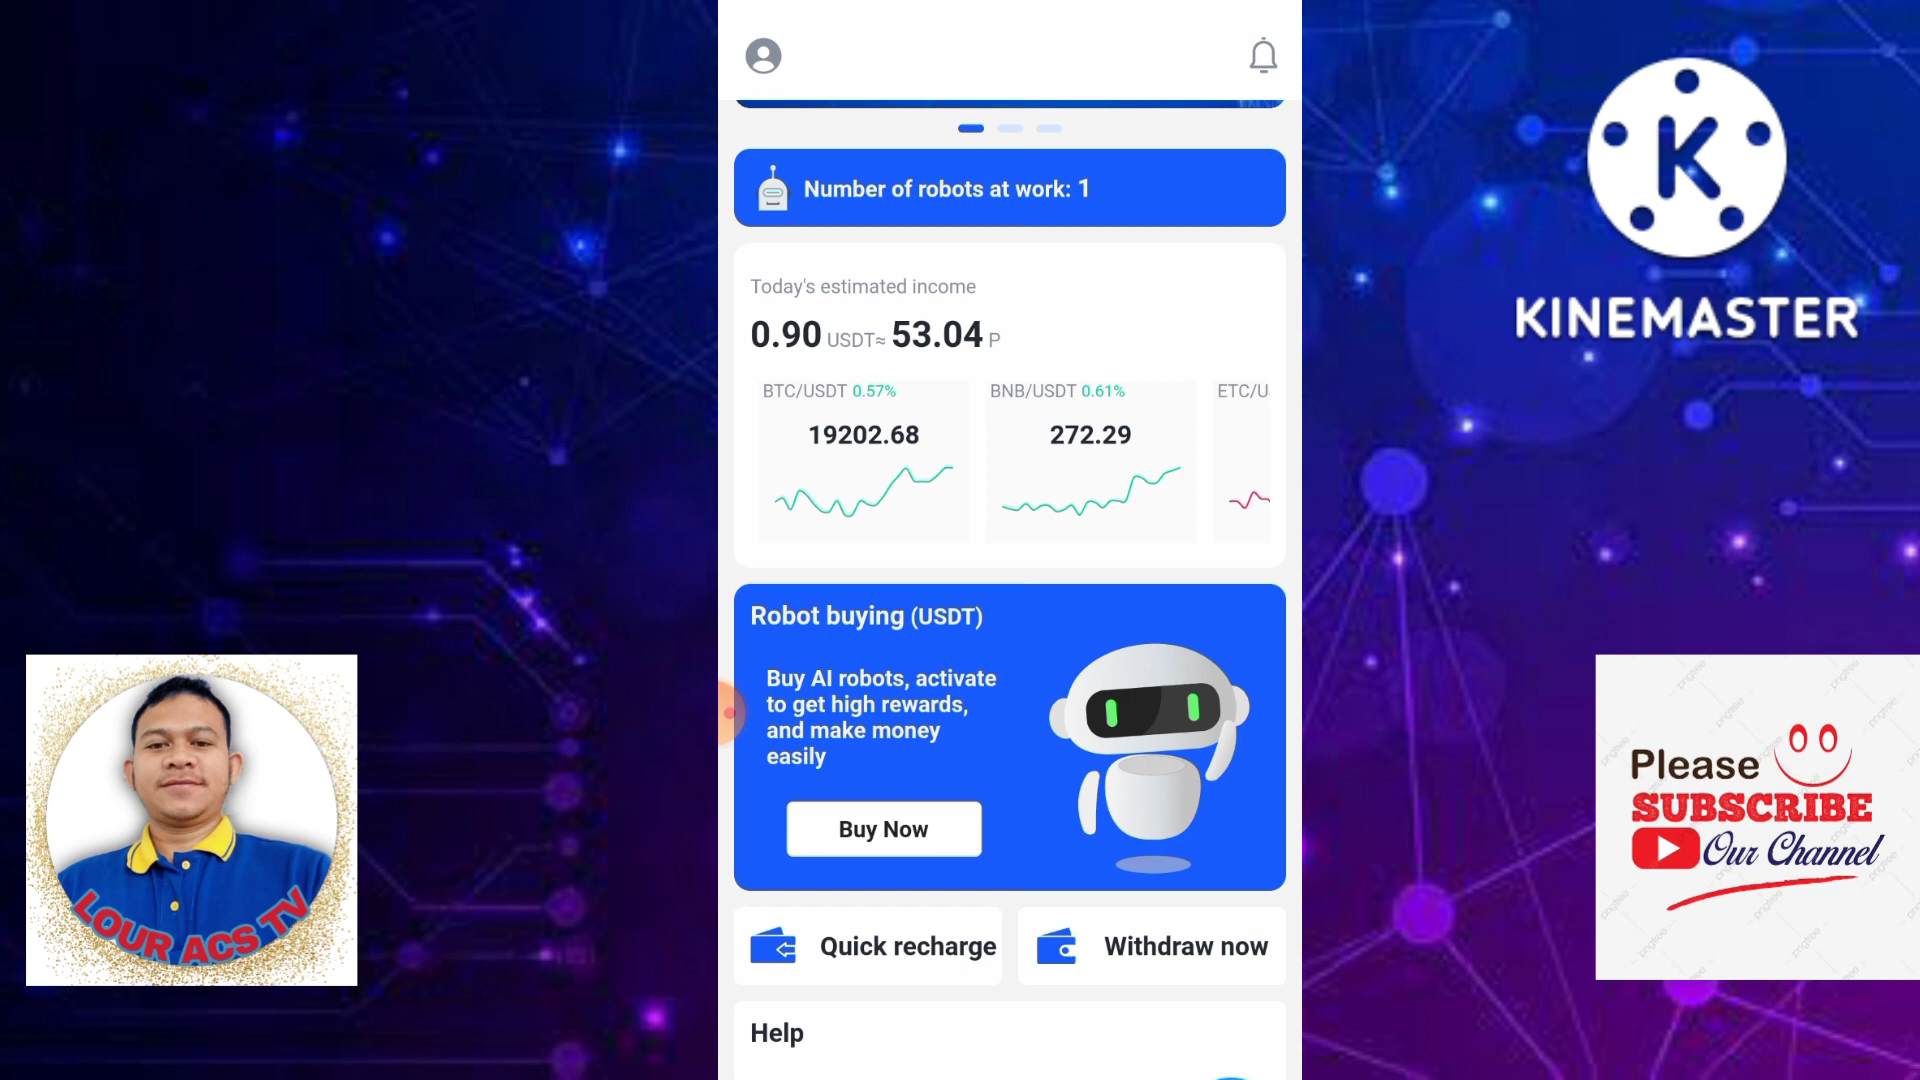 Number of robots at work: 1
Today's estimated income
0.90 USDT≈ 53.04 P
BTC/USDT 0.57%
19202.68
BNB/USDT 0.61%
272.29
ETC/U
Robot buying (USDT)
Buy AI robots, activate
to get high rewards,
and make money
easily
Buy Now
Quick recharge
Withdraw now
Help
LOUR ACS TV
K
KINEMASTER
Please
SUBSCRIBE
Our Channel
pngtree